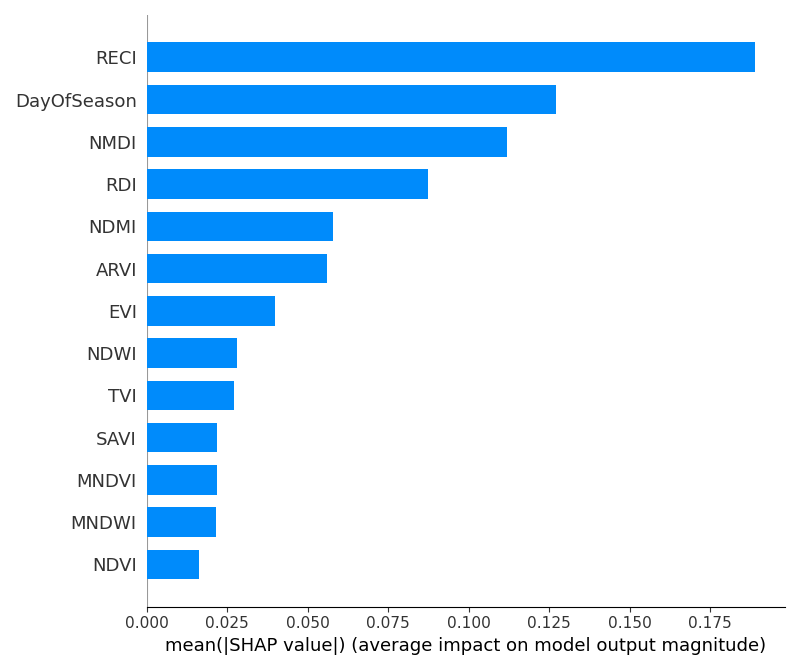 RECI
DayOfSeason
NMDI
RDI
NDMI
ARVI
EVI
NDWI
TVI
SAVI
MNDVI
MNDWI
NDVI
0.000 0.025 0.050 0.075 0.100 0.125 0.150 0.175
mean(|SHAP value|) (average impact on model output magnitude)